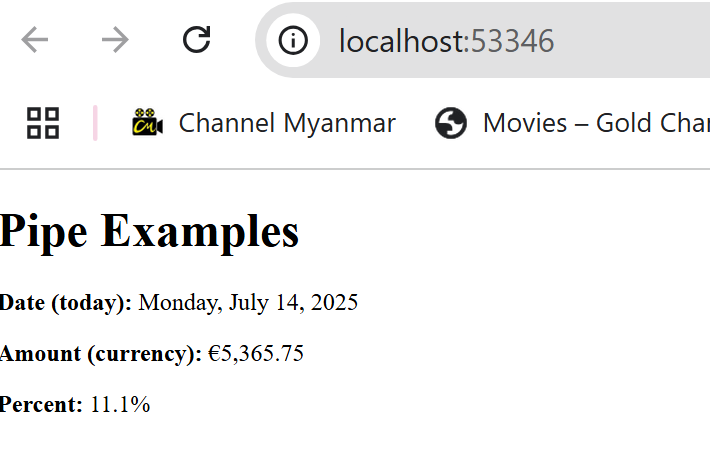 localhost:53346
Channel Myanmar Movies – Gold Char
Pipe Examples
Date (today): Monday, July 14, 2025
Amount (currency): €5,365.75
Percent: 11.1%